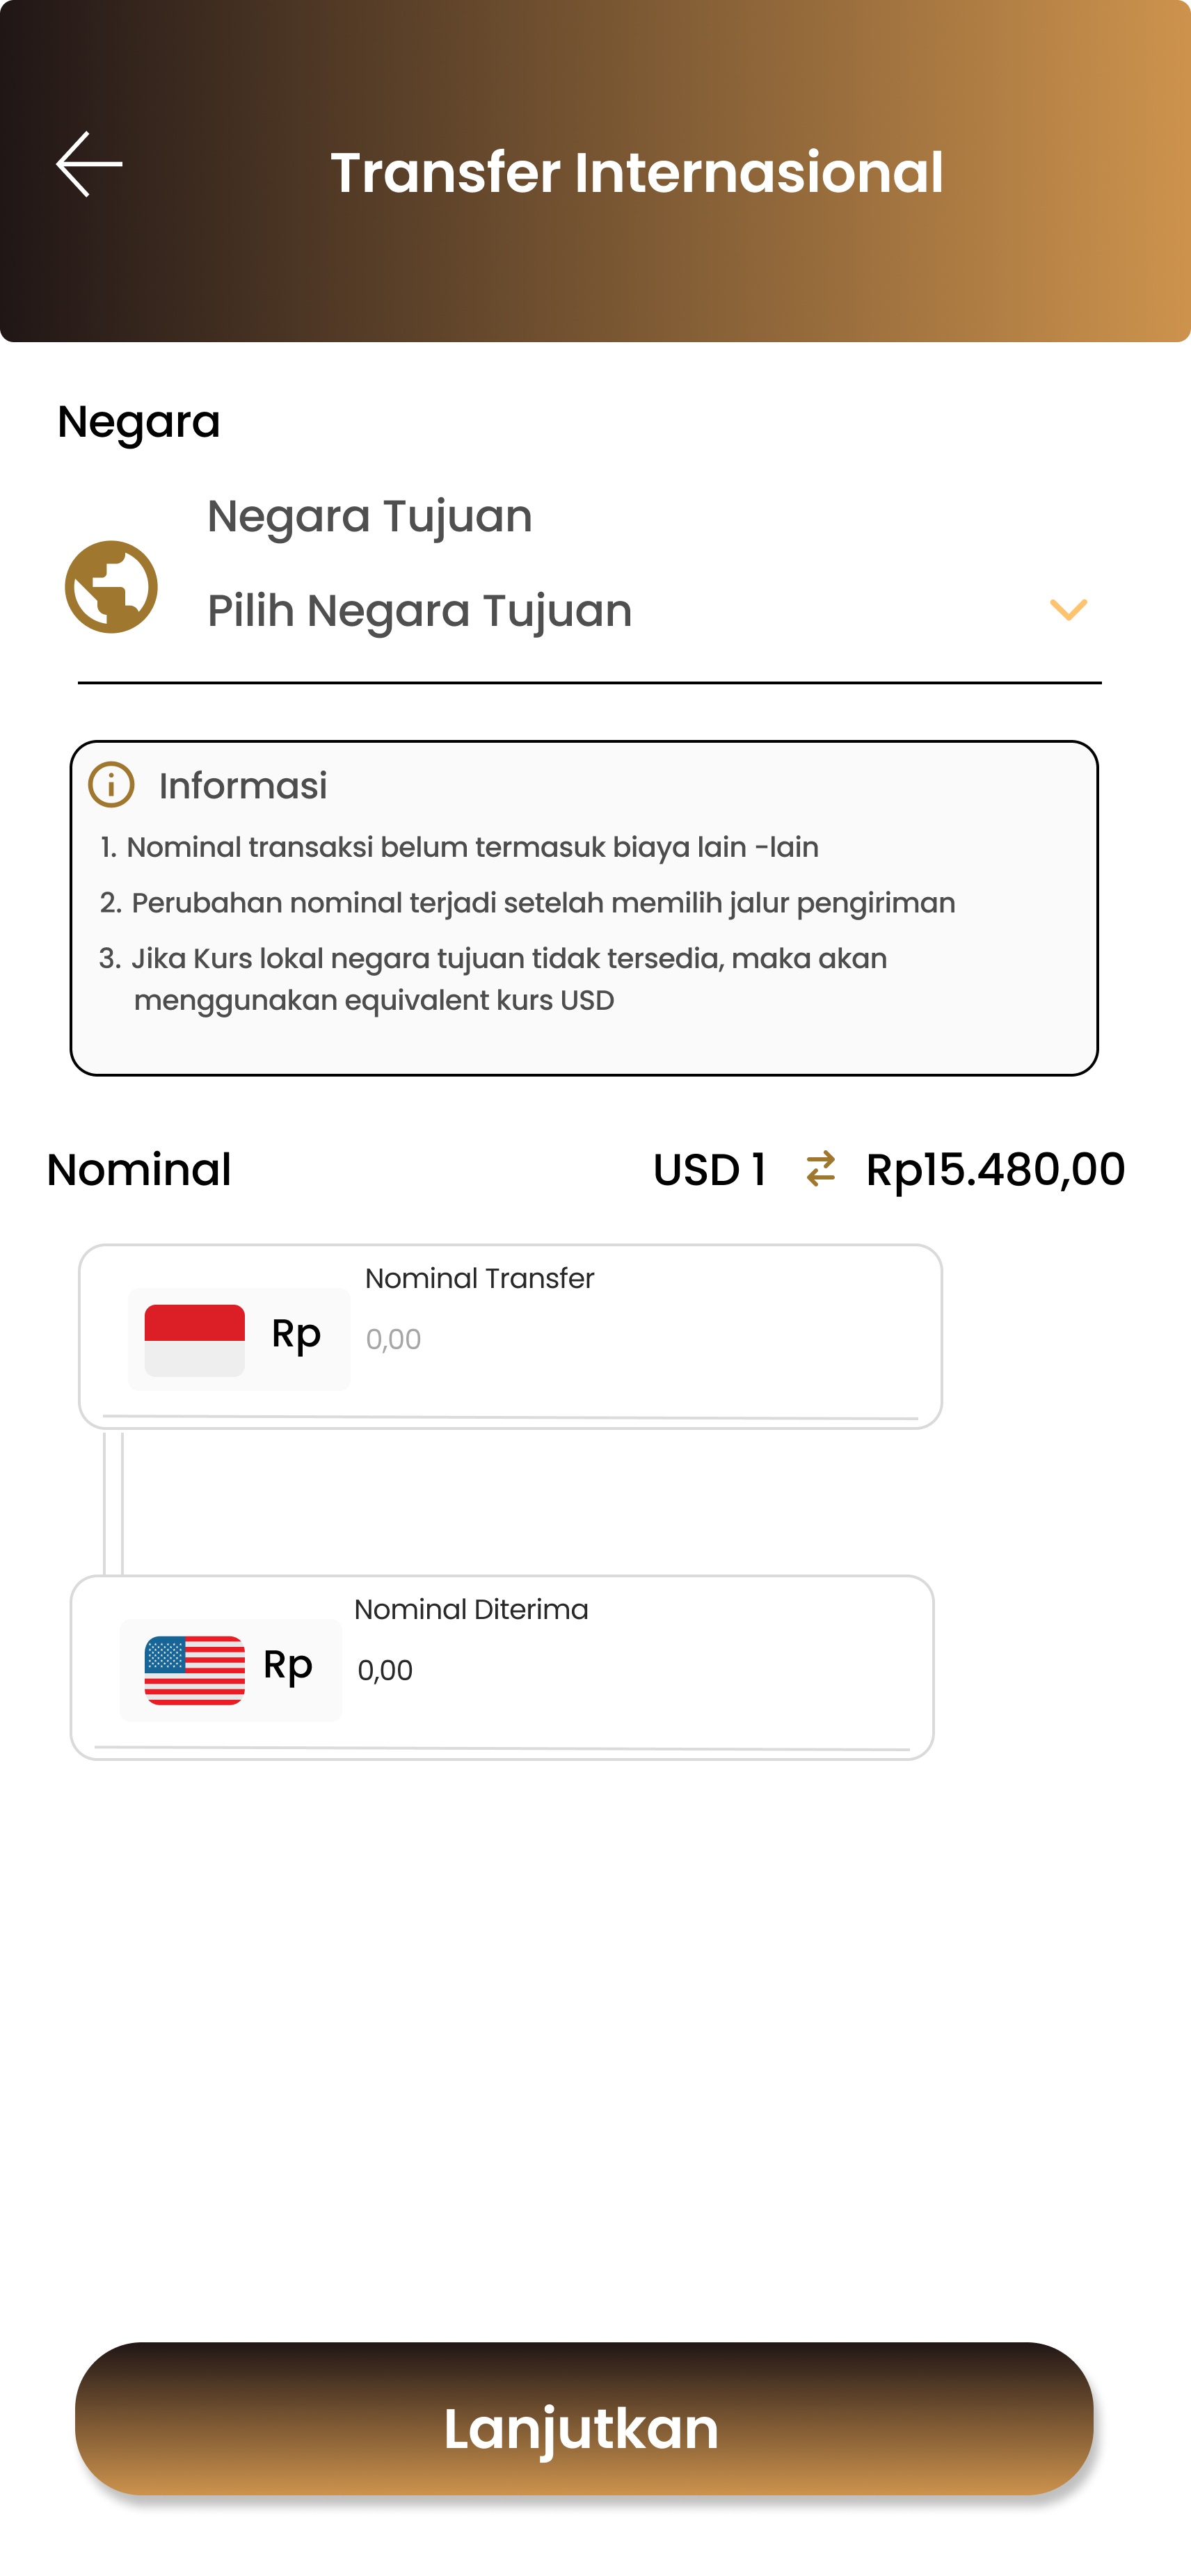 Transfer Internasional
Negara
Negara Tujuan
Pilih Negara Tujuan
Informasi
1. Nominal transaksi belum termasuk biaya lain -lain
2. Perubahan nominal terjadi setelah memilih jalur pengiriman
3. Jika Kurs lokal negara tujuan tidak tersedia, maka akan
menggunakan equivalent kurs USD
Nominal USD 1 Rp15.480,00
Nominal Transfer
Rp 0,00
Nominal Diterima
Rp 0,00
Lanjutkan